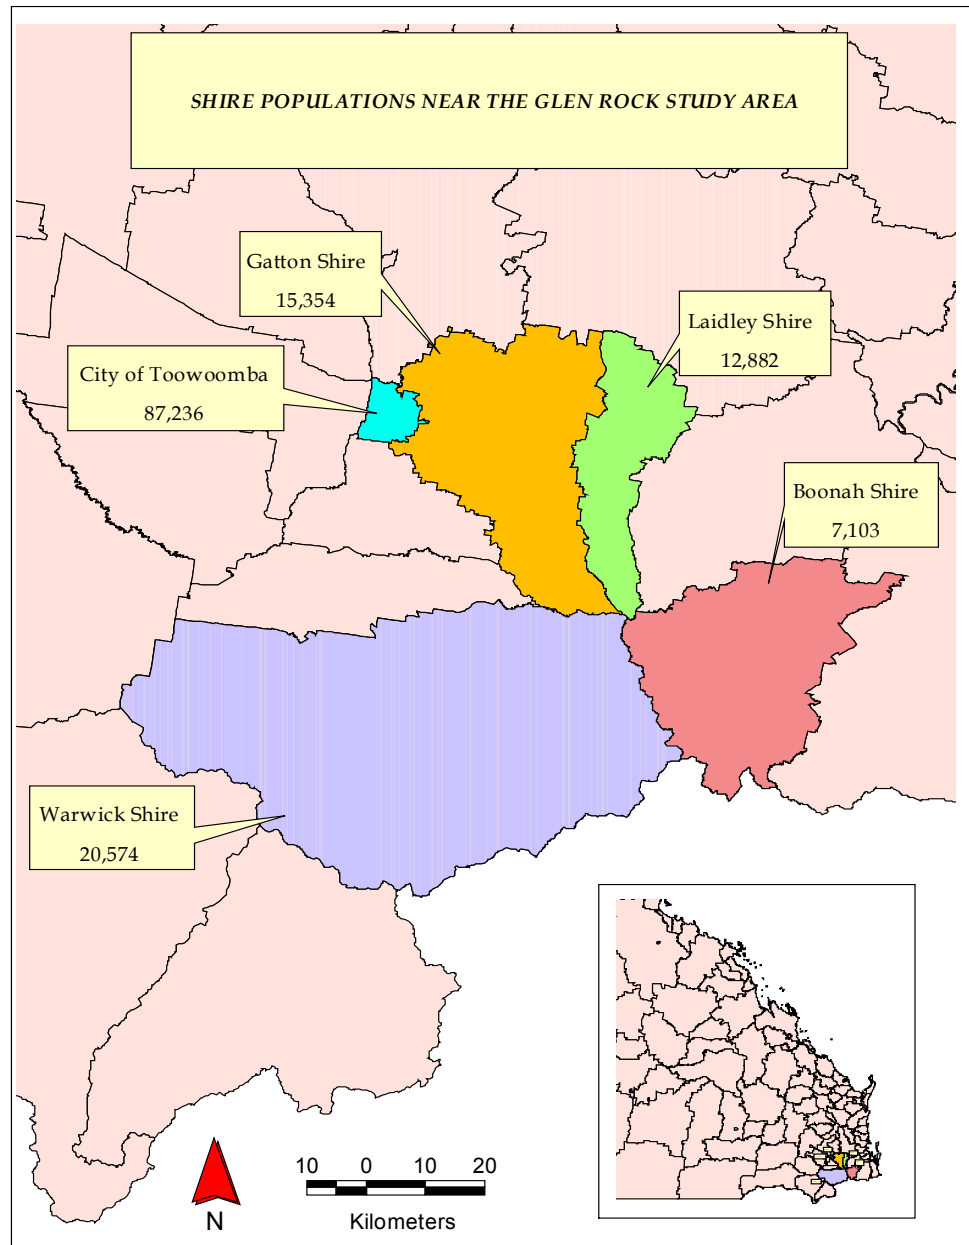 SHIRE POPULATIONS NEAR THE GLEN ROCK STUDY AREA
Gatton Shire
15,354
Laidley Shire
12,882
City of Toowoomba
87,236
Boonah Shire
7,103
Warwick Shire
20,574
N
10 0 10 20
Kilometers